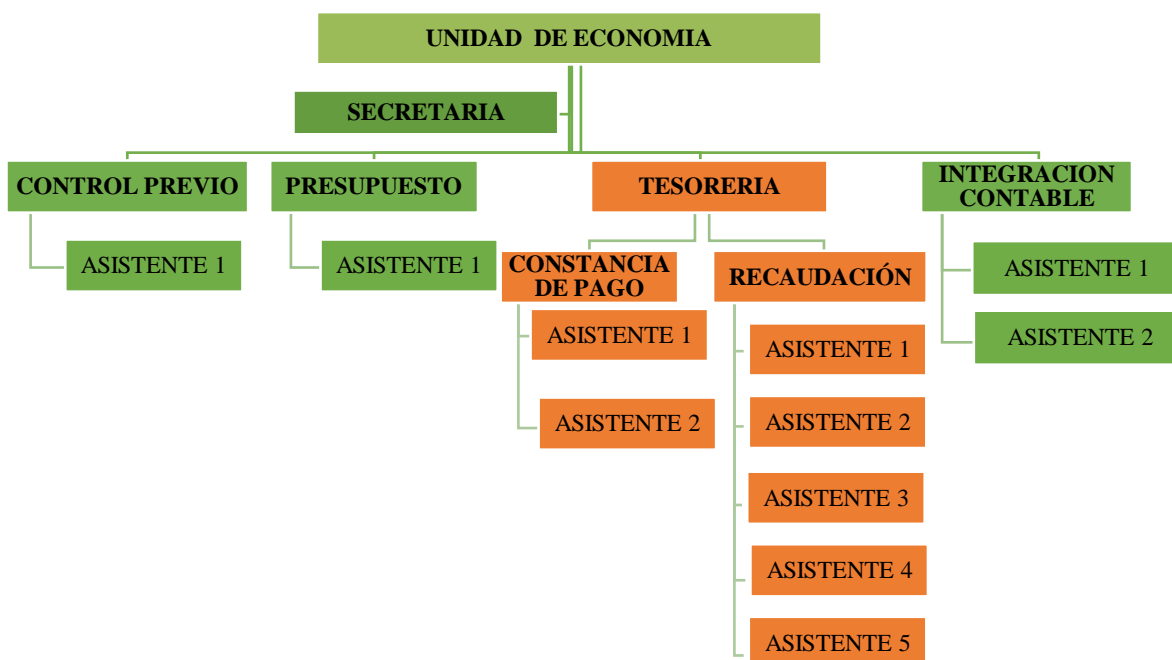 UNIDAD DE ECONOMIA
SECRETARIA
CONTROL PREVIO
PRESUPUESTO
TESORERIA
INTEGRACION
CONTABLE
ASISTENTE 1
ASISTENTE 1
CONSTANCIA
DE PAGO
RECAUDACIÓN
ASISTENTE 1
ASISTENTE 2
ASISTENTE 1
ASISTENTE 2
ASISTENTE 1
ASISTENTE 2
ASISTENTE 3
ASISTENTE 4
ASISTENTE 5